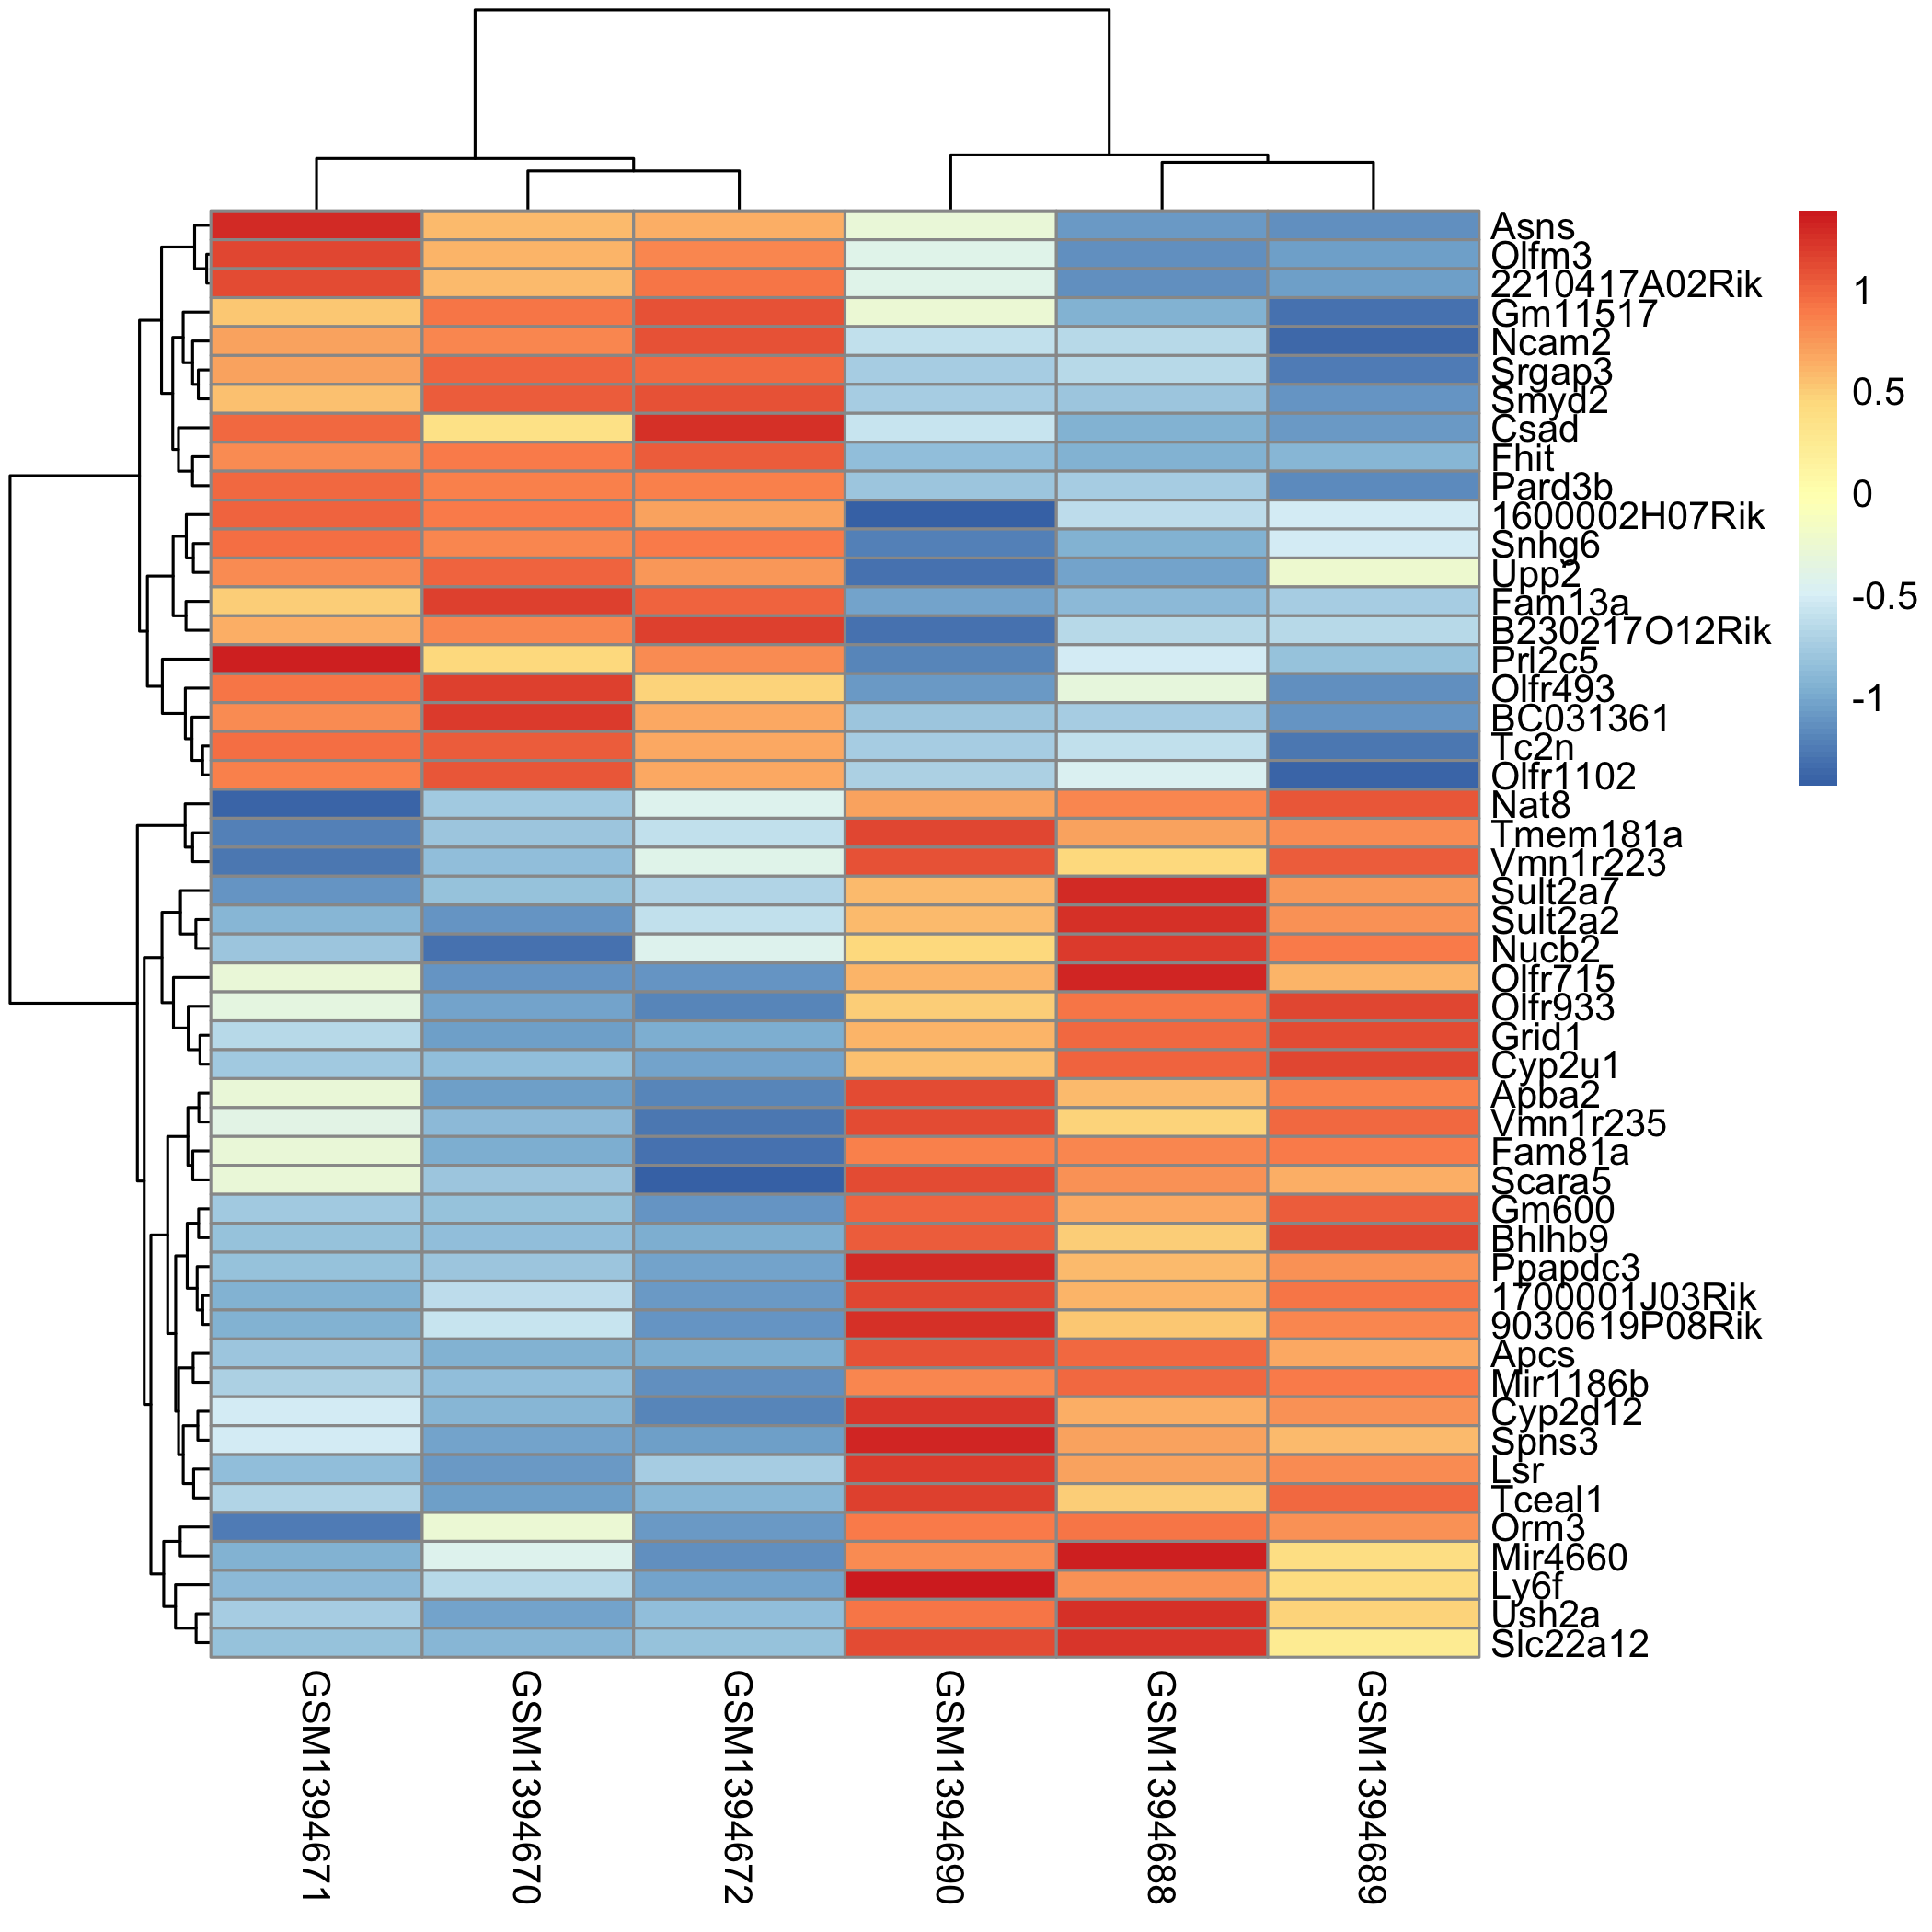 Asns
Olfm3
2210417A02Rik
Gm11517
Ncam2
Srgap3
Smyd2
Csad
Fhit
Pard3b
1600002H07Rik
Snhg6
Upp2
Fam13a
B230217O12Rik
Prl2c5
Olfr493
BC031361
Tc2n
Olfr1102
Nat8
Tmem181a
Vmn1r223
Sult2a7
Sult2a2
Nucb2
Olfr715
Olfr933
Grid1
Cyp2u1
Apba2
Vmn1r235
Fam81a
Scara5
Gm600
Bhlhb9
Ppapdc3
1700001J03Rik
9030619P08Rik
Apcs
Mir1186b
Cyp2d12
Spns3
Lsr
Tceal1
Orm3
Mir4660
Ly6f
Ush2a
Slc22a12
1
0.5
0
-0.5
-1
GSM1394671
GSM1394670
GSM1394672
GSM1394690
GSM1394688
GSM1394689